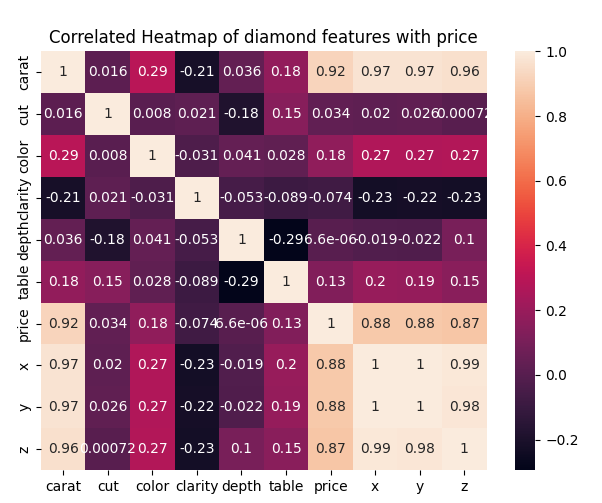 Correlated Heatmap of diamond features with price
carat 1 0.016 0.29 -0.21 0.036 0.18 0.92 0.97 0.97 0.96
cut 0.016 1 0.008 0.021 -0.18 0.15 0.034 0.02 0.026 0.00072
color 0.29 0.008 1 -0.031 0.041 0.028 0.18 0.27 0.27 0.27
clarity -0.21 0.021 -0.031 1 -0.053 -0.089 -0.074 -0.23 -0.22 -0.23
depth 0.036 -0.18 0.041 -0.053 1 -0.29 6.6e-06 -0.019 -0.022 0.1
table 0.18 0.15 0.028 -0.089 -0.29 1 0.13 0.2 0.19 0.15
price 0.92 0.034 0.18 -0.074 6.6e-06 0.13 1 0.88 0.88 0.87
x 0.97 0.02 0.27 -0.23 -0.019 0.2 0.88 1 1 0.99
y 0.97 0.026 0.27 -0.22 -0.022 0.19 0.88 1 1 0.98
z 0.96 0.00072 0.27 -0.23 0.1 0.15 0.87 0.99 0.98 1
carat cut color clarity depth table price x y z
1.0
0.8
0.6
0.4
0.2
0.0
−0.2